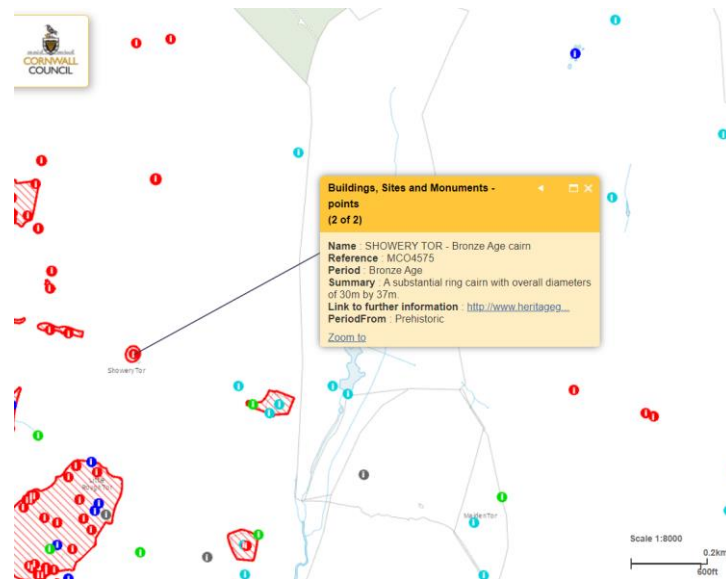 CORNWALL
COUNCIL
Buildings, Sites and Monuments -
points
(2 of 2)
Name : SHOWERY TOR - Bronze Age cairn
Reference : MCO4575
Period : Bronze Age
Summary : A substantial ring cairn with overall diameters
of 30m by 37m.
Link to further information : http://www.heritageg...
PeriodFrom : Prehistoric
Zoom to
ShoweryTor
Scale 1:8000
0.2km
600ft